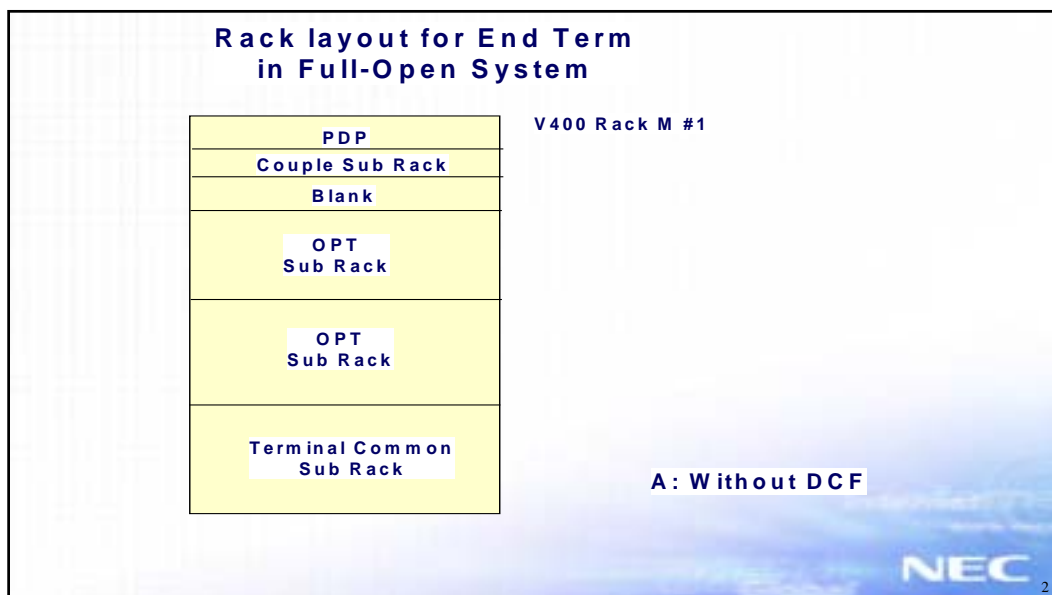 Rack layout for End Term
in Full-Open System
V400 Rack M #1
PDP
Couple Sub Rack
Blank
OPT
Sub Rack
OPT
Sub Rack
Terminal Common
Sub Rack
A: Without DCF
NEC
2